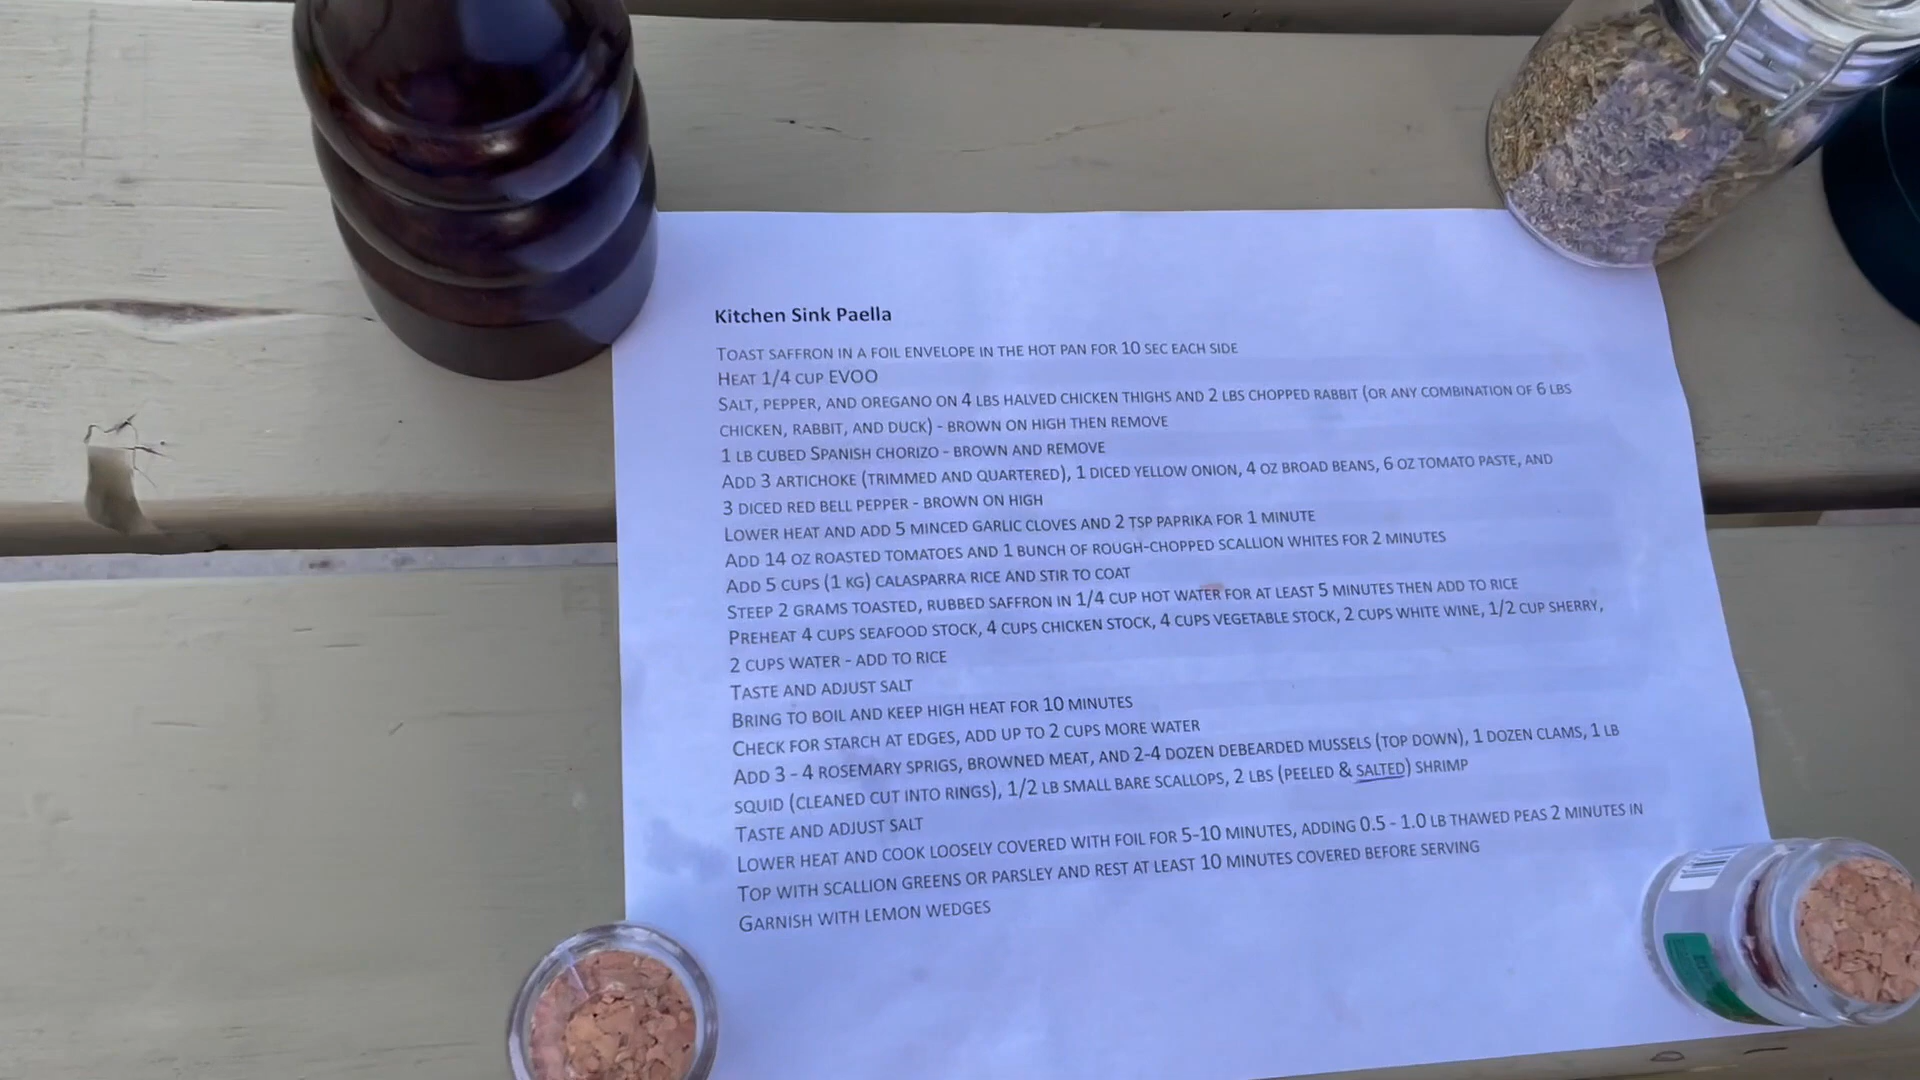 Kitchen Sink Paella
TOAST SAFFRON IN A FOIL ENVELOPE IN THE HOT PAN FOR 10 SEC EACH SIDE
HEAT 1/4 CUP EVOO
SALT, PEPPER, AND OREGANO ON 4 LBS HALVED CHICKEN THIGHS AND 2 LBS CHOPPED RABBIT (OR ANY COMBINATION OF 6 LBS
CHICKEN, RABBIT, AND DUCK) - BROWN ON HIGH THEN REMOVE
1 LB CUBED SPANISH CHORIZO - BROWN AND REMOVE
ADD 3 ARTICHOKE (TRIMMED AND QUARTERED), 1 DICED YELLOW ONION, 4 OZ BROAD BEANS, 6 OZ TOMATO PASTE, AND
3 DICED RED BELL PEPPER - BROWN ON HIGH
LOWER HEAT AND ADD 5 MINCED GARLIC CLOVES AND 2 TSP PAPRIKA FOR 1 MINUTE
ADD 14 OZ ROASTED TOMATOES AND 1 BUNCH OF ROUGH-CHOPPED SCALLION WHITES FOR 2 MINUTES
ADD 5 CUPS (1 KG) CALASPARRA RICE AND STIR TO COAT
STEEP 2 GRAMS TOASTED, RUBBED SAFFRON IN 1/4 CUP HOT WATER FOR AT LEAST 5 MINUTES THEN ADD TO RICE
PREHEAT 4 CUPS SEAFOOD STOCK, 4 CUPS CHICKEN STOCK, 4 CUPS VEGETABLE STOCK, 2 CUPS WHITE WINE, 1/2 CUP SHERRY,
2 CUPS WATER - ADD TO RICE
TASTE AND ADJUST SALT
BRING TO BOIL AND KEEP HIGH HEAT FOR 10 MINUTES
CHECK FOR STARCH AT EDGES, ADD UP TO 2 CUPS MORE WATER
ADD 3 - 4 ROSEMARY SPRIGS, BROWNED MEAT, AND 2-4 DOZEN DEBEARDED MUSSELS (TOP DOWN), 1 DOZEN CLAMS, 1 LB
SQUID (CLEANED CUT INTO RINGS), 1/2 LB SMALL BARE SCALLOPS, 2 LBS (PEELED & SALTED) SHRIMP
TASTE AND ADJUST SALT
LOWER HEAT AND COOK LOOSELY COVERED WITH FOIL FOR 5-10 MINUTES, ADDING 0.5 - 1.0 LB THAWED PEAS 2 MINUTES IN
TOP WITH SCALLION GREENS OR PARSLEY AND REST AT LEAST 10 MINUTES COVERED BEFORE SERVING
GARNISH WITH LEMON WEDGES